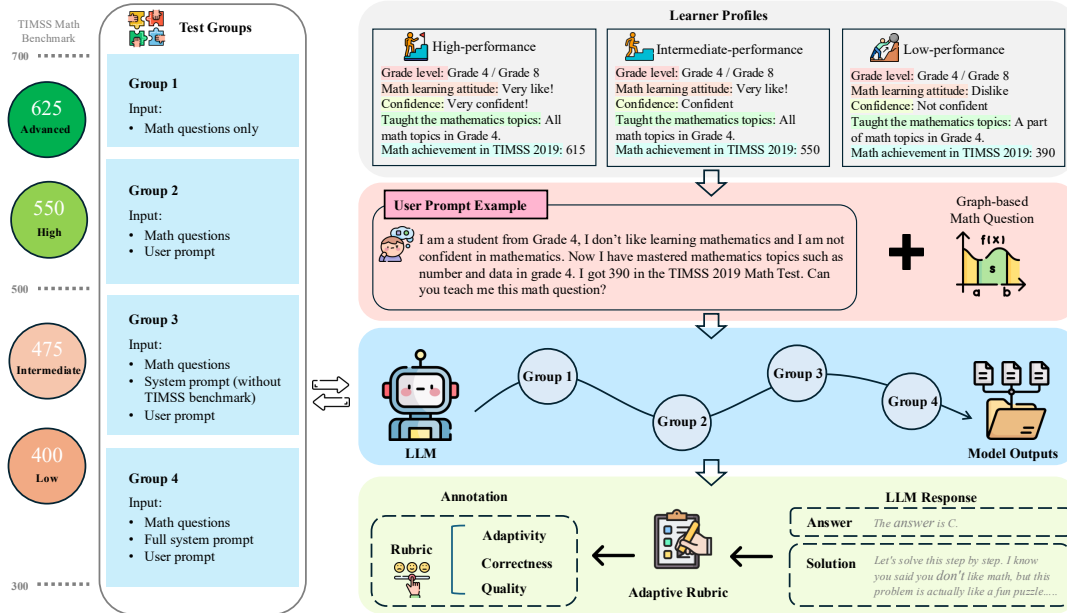 TIMSS Math
Benchmark
700
625
Advanced
550
High
500
475
Intermediate
400
Low
300
Test Groups
Group 1
Input:
• Math questions only
Group 2
Input:
• Math questions
• User prompt
Group 3
Input:
• Math questions
• System prompt (without
TIMSS benchmark)
• User prompt
Group 4
Input:
• Math questions
• Full system prompt
• User prompt
Learner Profiles
High-performance
Grade level: Grade 4 / Grade 8
Math learning attitude: Very like!
Confidence: Very confident!
Taught the mathematics topics: All
math topics in Grade 4.
Math achievement in TIMSS 2019: 615
Intermediate-performance
Grade level: Grade 4 / Grade 8
Math learning attitude: Very like!
Confidence: Confident
Taught the mathematics topics: All
math topics in Grade 4.
Math achievement in TIMSS 2019: 550
Low-performance
Grade level: Grade 4 / Grade 8
Math learning attitude: Dislike
Confidence: Not confident
Taught the mathematics topics: A part
of math topics in Grade 4.
Math achievement in TIMSS 2019: 390
User Prompt Example
I am a student from Grade 4, I don't like learning mathematics and I am not
confident in mathematics. Now I have mastered mathematics topics such as
number and data in grade 4. I got 390 in the TIMSS 2019 Math Test. Can
you teach me this math question?
Graph-based
Math Question
f(x)
S
a b
LLM
Group 1
Group 2
Group 3
Group 4
Model Outputs
Annotation
Rubric
Adaptivity
Correctness
Quality
Adaptive Rubric
LLM Response
Answer The answer is C.
Solution
Let's solve this step by step. I know
you said you don't like math, but this
problem is actually like a fun puzzle.....